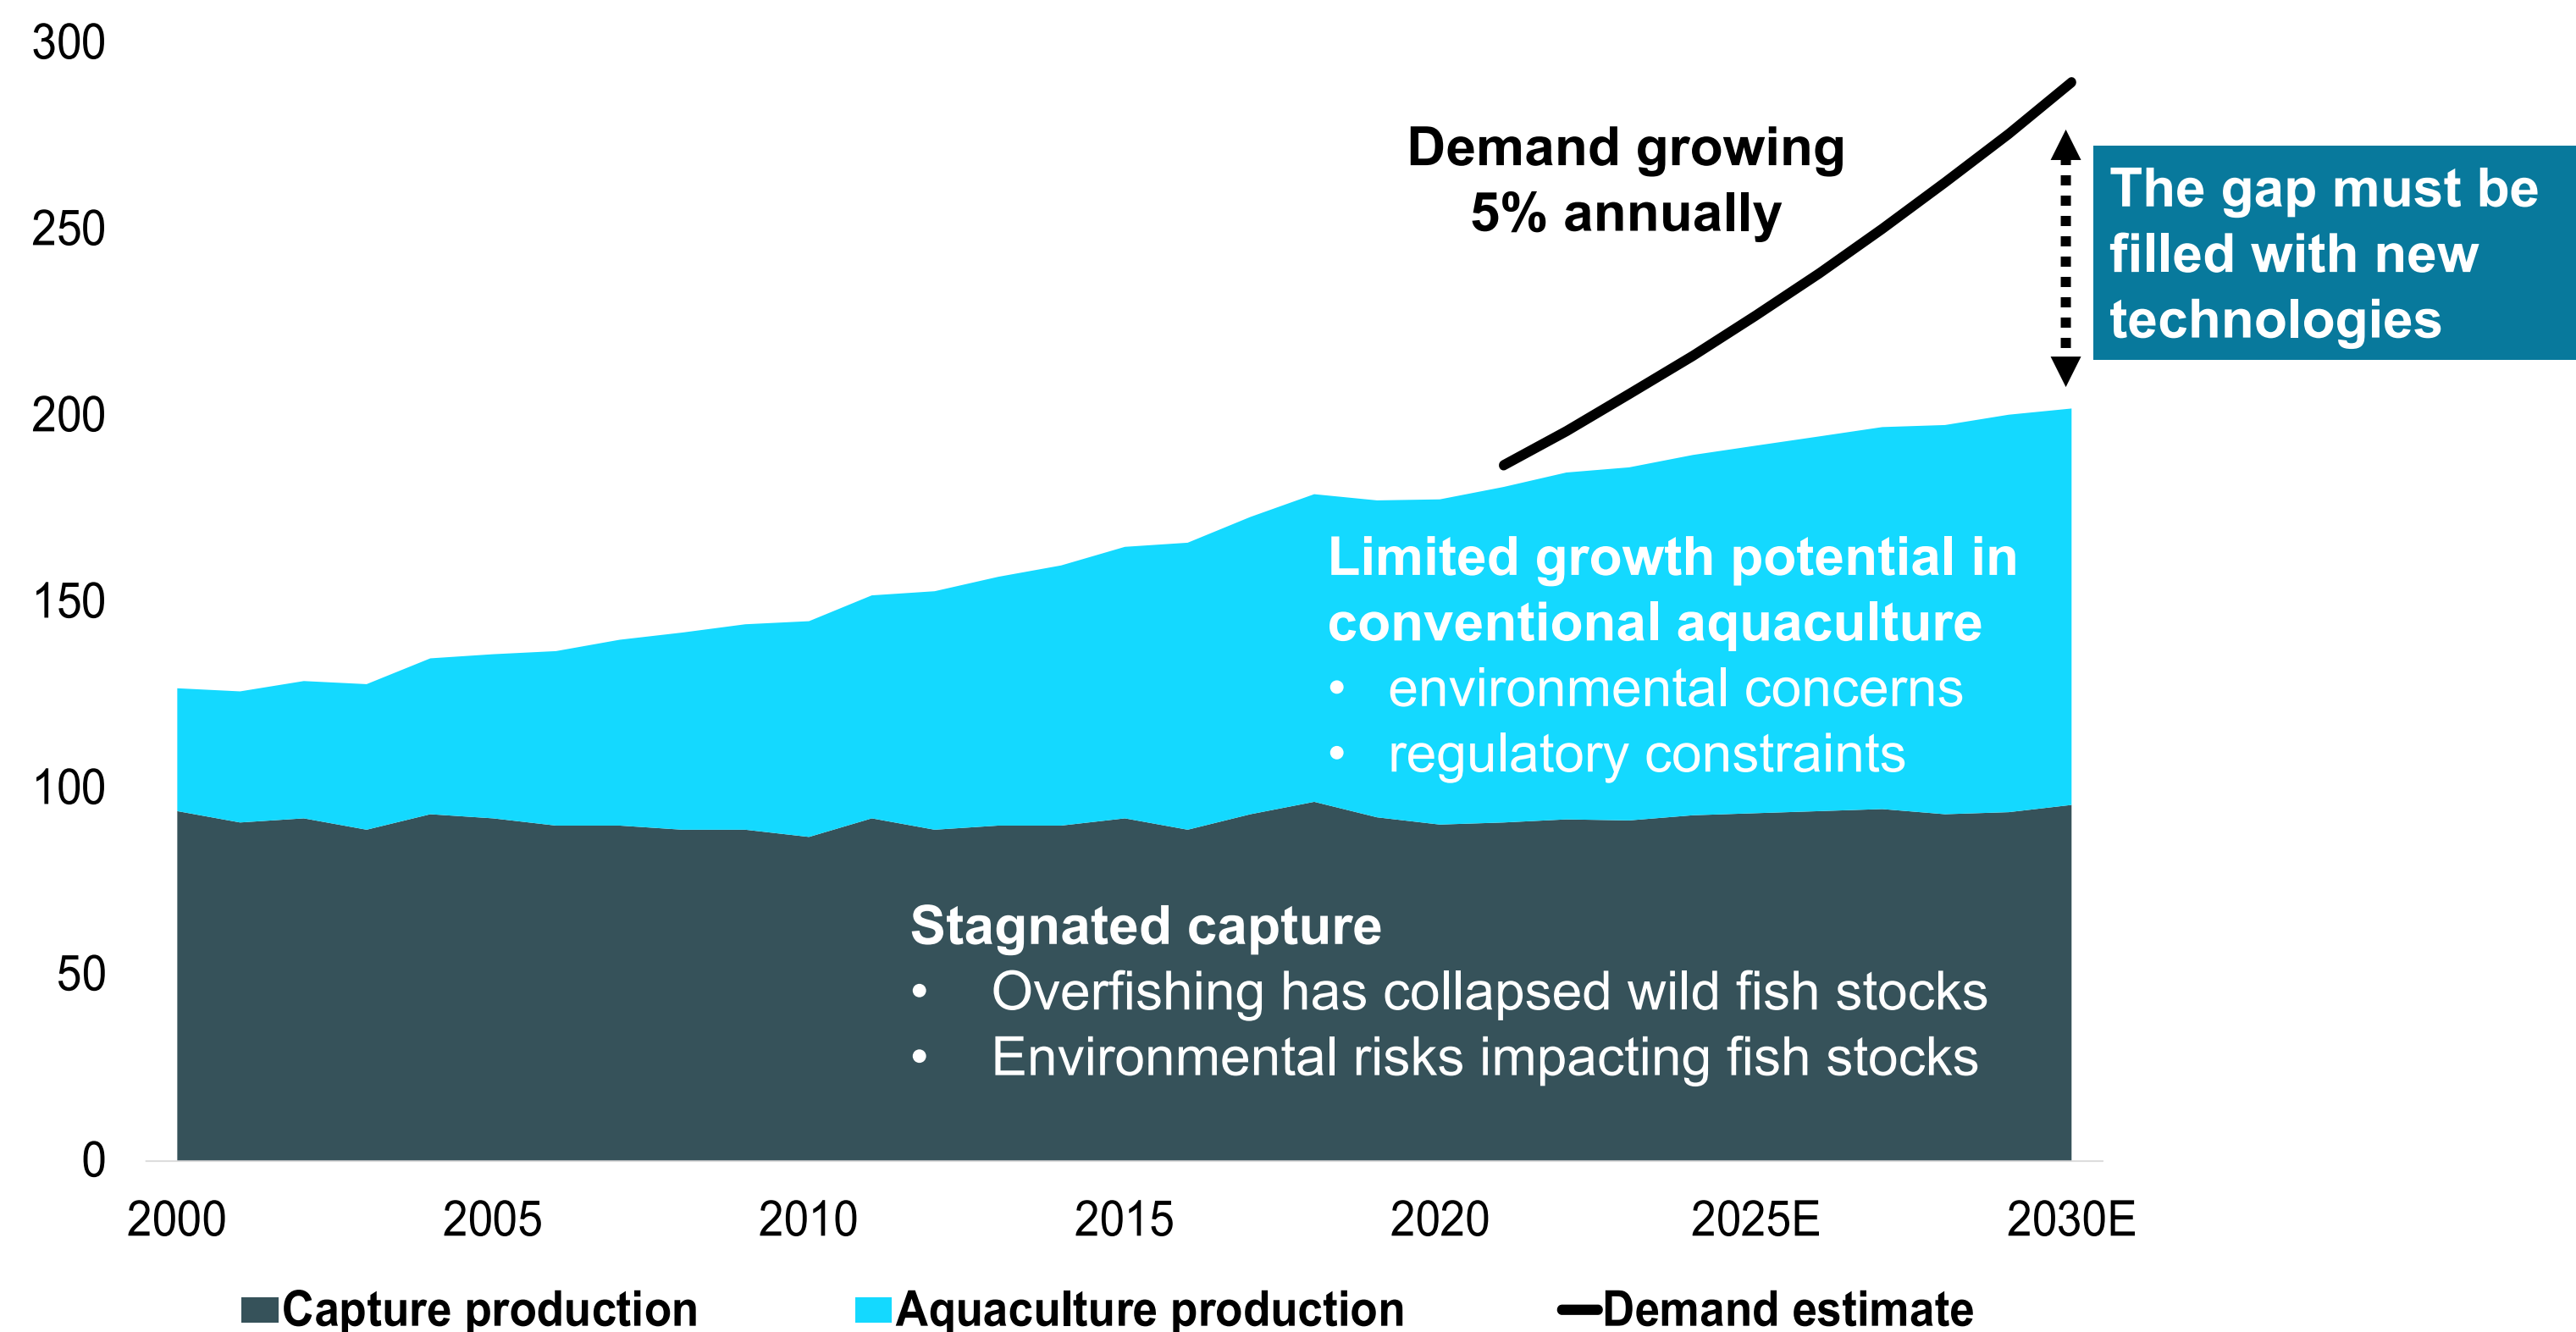 300
250
200
150
100
50
0
Demand growing
5% annually
The gap must be
filled with new
technologies
Limited growth potential in
conventional aquaculture
• environmental concerns
• regulatory constraints
Stagnated capture
• Overfishing has collapsed wild fish stocks
• Environmental risks impacting fish stocks
2000 2005 2010 2015 2020 2025E 2030E
Capture production Aquaculture production Demand estimate